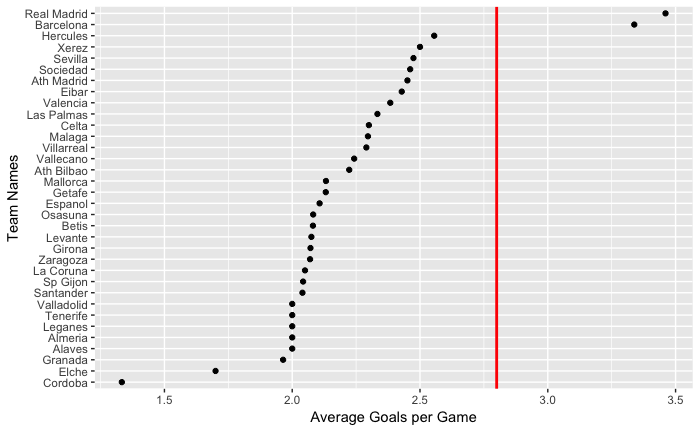 Real Madrid
Barcelona
Hercules
Xerez
Sevilla
Sociedad
Ath Madrid
Eibar
Valencia
Las Palmas
Celta
Malaga
Villarreal
Vallecano
Ath Bilbao
Mallorca
Getafe
Espanol
Osasuna
Betis
Levante
Girona
Zaragoza
La Coruna
Sp Gijon
Santander
Valladolid
Tenerife
Leganes
Almeria
Alaves
Granada
Elche
Cordoba
Team Names
1.5 2.0 2.5 3.0 3.5
Average Goals per Game